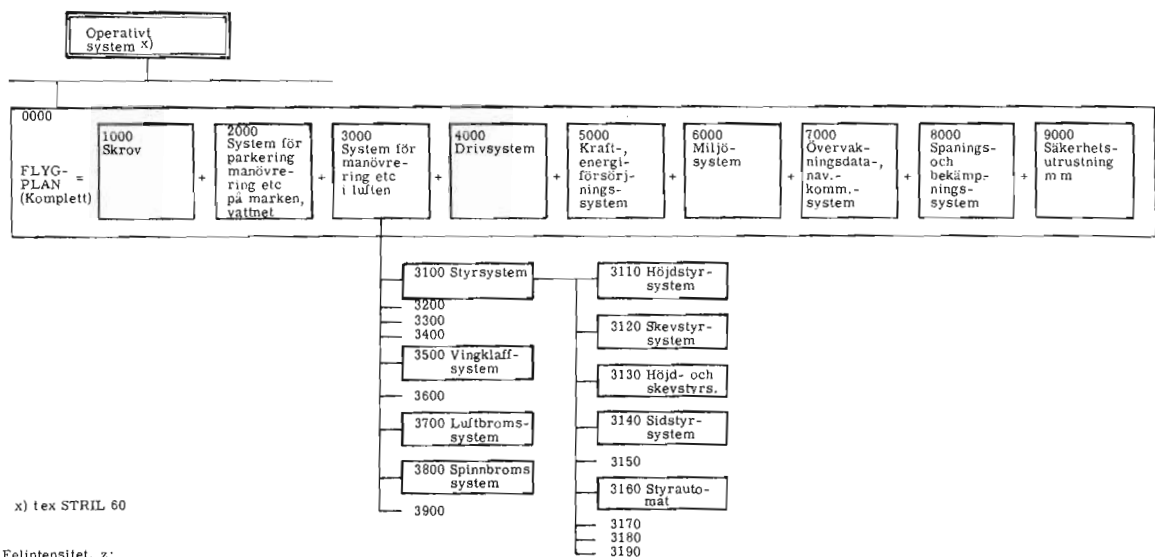 Operativt
system x)
0000
FLYG-
PLAN =
(Komplett)
1000
Skrov
+
2000
System för
parkering
manövre-
ring etc
på marken,
vattnet
+
3000
System för
manövre-
ring etc
i luften
+
4000
Drivsystem
+
5000
Kraft-,
energi-
försörj-
nings-
system
+
6000
Miljö-
system
+
7000
Övervak-
ningsdata-,
nav.-
komm.-
system
+
8000
Spanings-
och
bekämp-
nings-
system
+
9000
Säkerhets-
utrustning
m m
3100 Styrsystem
3200
3300
3400
3500 Vingklaff-
system
3600
3700 Luftbroms-
system
3800 Spinnbroms
system
3900
3110 Höjdstyr-
system
3120 Skevstyr-
system
3130 Höjd- och
skevstyrs.
3140 Sidstyr-
system
3150
3160 Styrauto-
mat
3170
3180
3190
x) tex STRIL 60
Felintensitet, z: